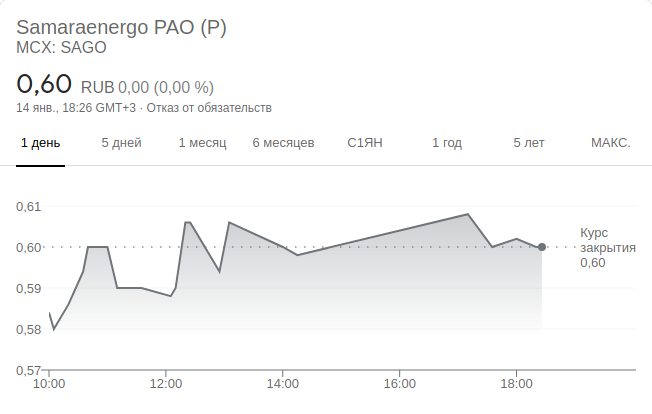 Samaraenergo PAO (P)
MCX: SAGO
0,60 RUB 0,00 (0,00 %)
14 янв., 18:26 GMT+3 · Отказ от обязательств
1 день 5 дней 1 месяц 6 месяцев С1ЯН 1 год 5 лет МАКС.
0,61
0,60
0,59
0,58
0,57
Курс
закрытия
0,60
10:00 12:00 14:00 16:00 18:00